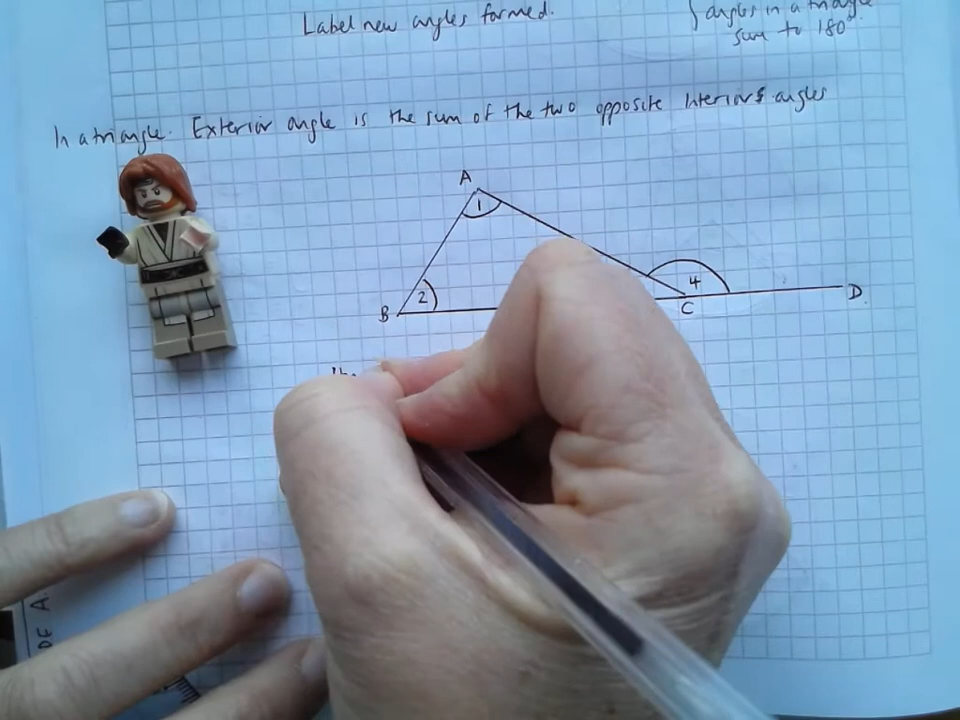 Label new angles formed.
angles in a triangle
sum to 180°
In a triangle. Exterior angle is the sum of the two opposite Interior angles
A
1
2
4
B
C
D
DE A